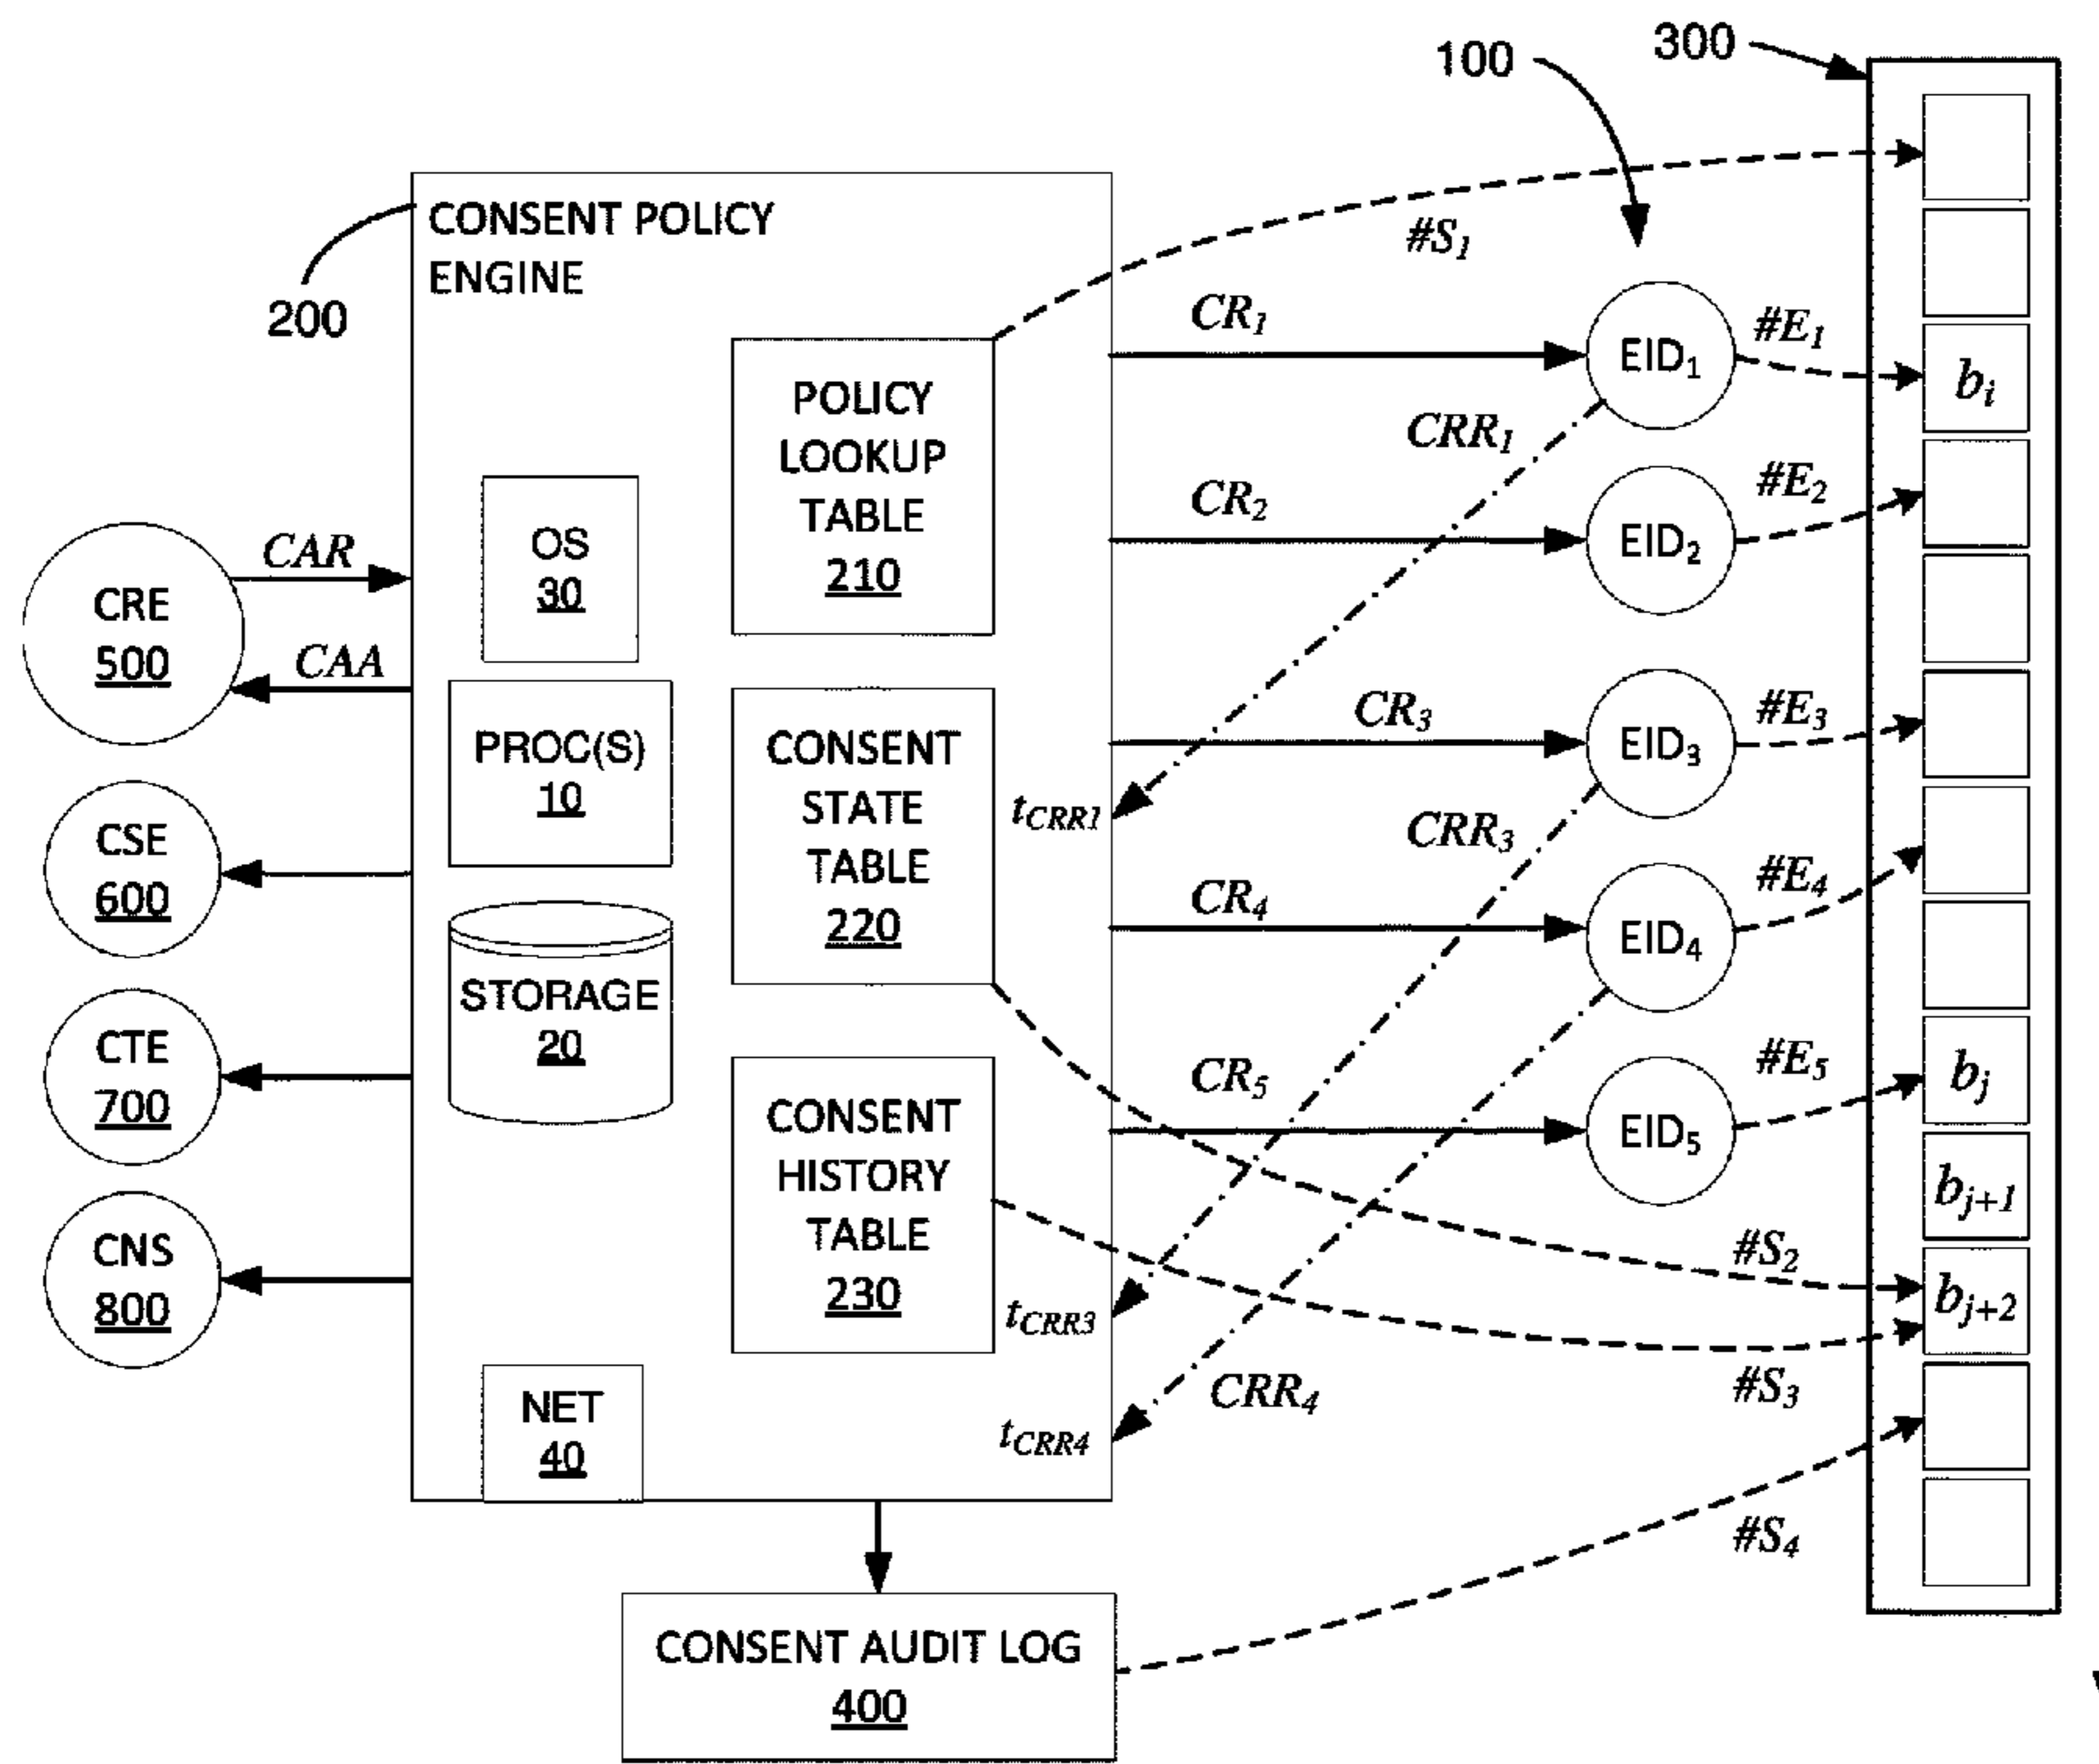 300
100
#S₁
CONSENT POLICY
ENGINE
200
CR₁
EID₁
#E₁
bᵢ
POLICY
LOOKUP
TABLE
210
CRR₁
CR₂
EID₂
#E₂
OS
30
CAR
CRE
500
CAA
PROC(S)
10
CONSENT
STATE
TABLE
220
CR₃
EID₃
#E₃
t_CRR1
CRR₃
CSE
600
CR₄
EID₄
#E₄
STORAGE
20
CTE
700
CR₅
EID₅
#E₅
bⱼ
CONSENT
HISTORY
TABLE
230
bⱼ₊₁
CNS
800
#S₂
bⱼ₊₂
t_CRR3
#S₃
CRR₄
NET
40
t_CRR4
#S₄
CONSENT AUDIT LOG
400